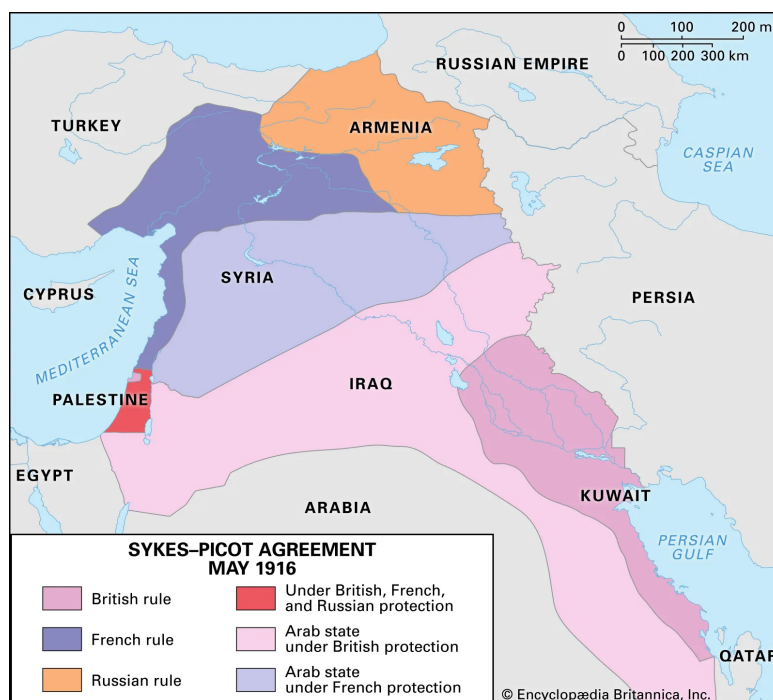 0 100 200 m
0 100 200 300 km
RUSSIAN EMPIRE
TURKEY
ARMENIA
CASPIAN
SEA
SYRIA
CYPRUS
MEDITERRANEAN SEA
PERSIA
IRAQ
PALESTINE
EGYPT
KUWAIT
ARABIA
PERSIAN
GULF
QATAR
SYKES–PICOT AGREEMENT
MAY 1916
British rule
French rule
Russian rule
Under British, French,
and Russian protection
Arab state
under British protection
Arab state
under French protection
© Encyclopædia Britannica, Inc.